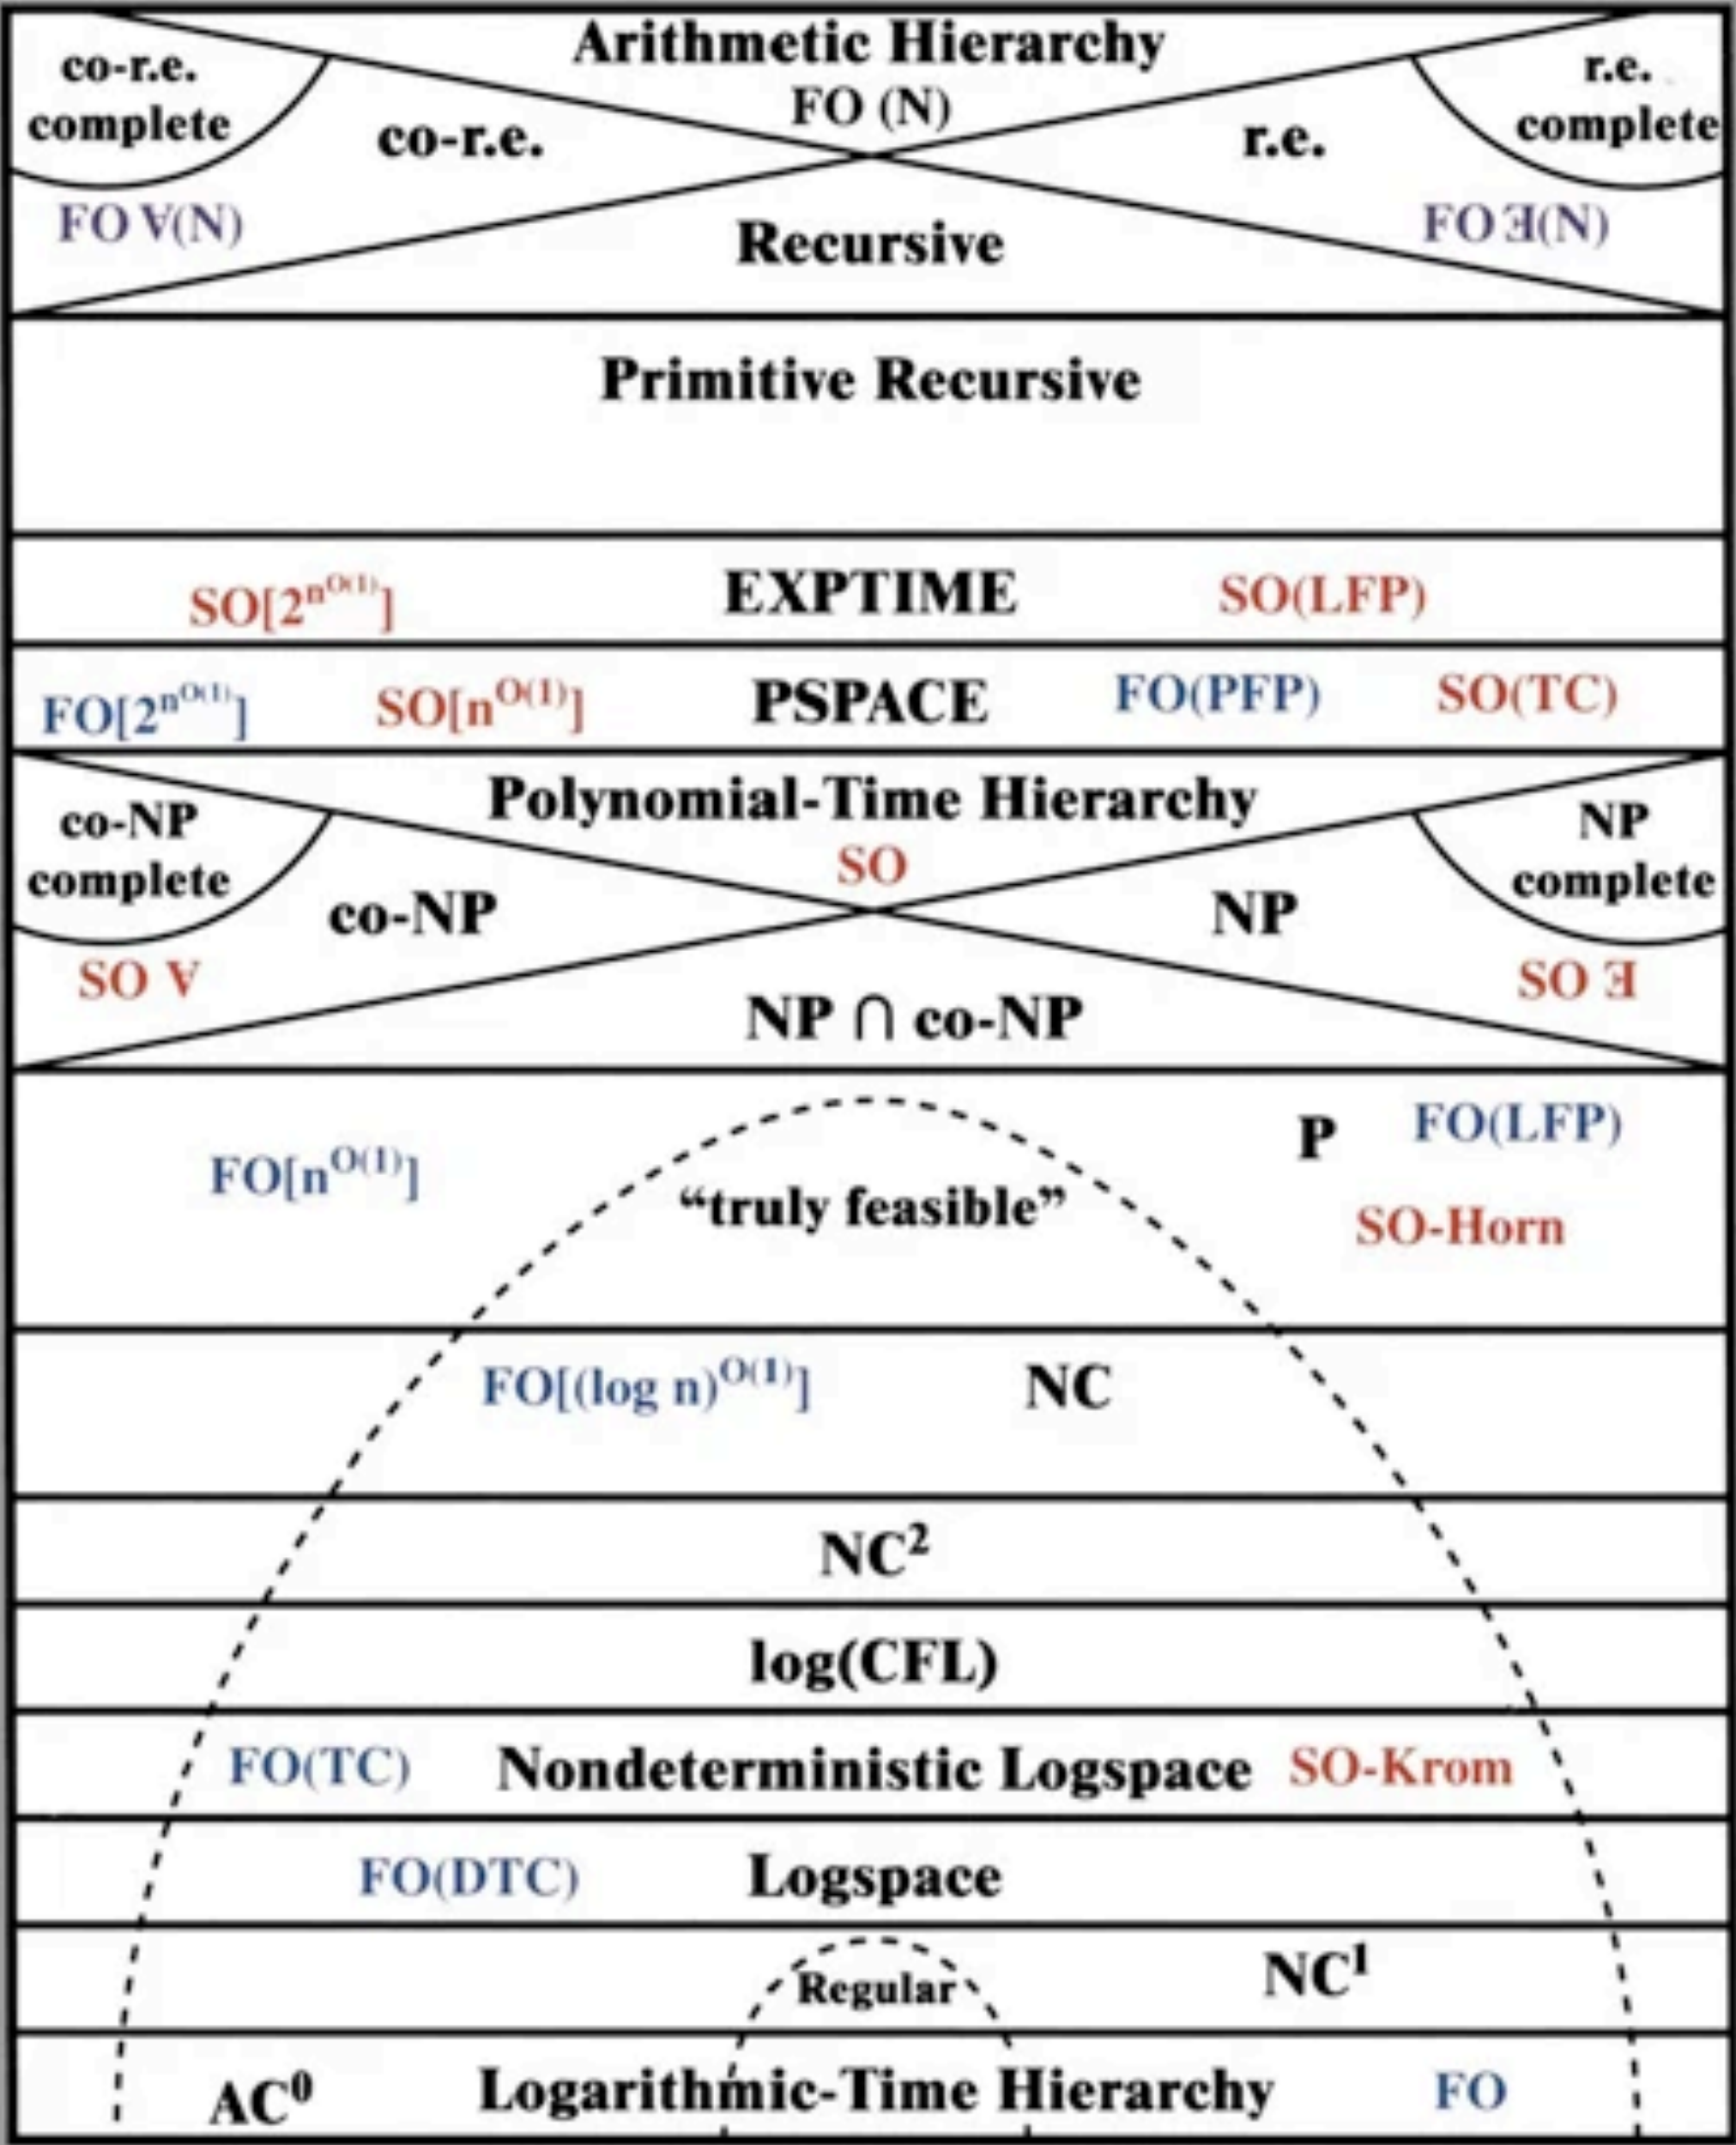 Arithmetic Hierarchy
FO (N)
co-r.e.
complete
co-r.e.
r.e.
r.e.
complete
FO ∀(N)
Recursive
FO ∃(N)
Primitive Recursive
SO[2^{n^{O(1)}}] EXPTIME SO(LFP)
FO[2^{n^{O(1)}}] SO[n^{O(1)}] PSPACE FO(PFP) SO(TC)
Polynomial-Time Hierarchy
SO
co-NP
complete
co-NP
NP
NP
complete
SO ∀
SO ∃
NP ∩ co-NP
FO[n^{O(1)}]
“truly feasible”
P FO(LFP)
SO-Horn
FO[(log n)^{O(1)}] NC
NC²
log(CFL)
FO(TC) Nondeterministic Logspace SO-Krom
FO(DTC) Logspace
Regular NC¹
AC⁰ Logarithmic-Time Hierarchy FO